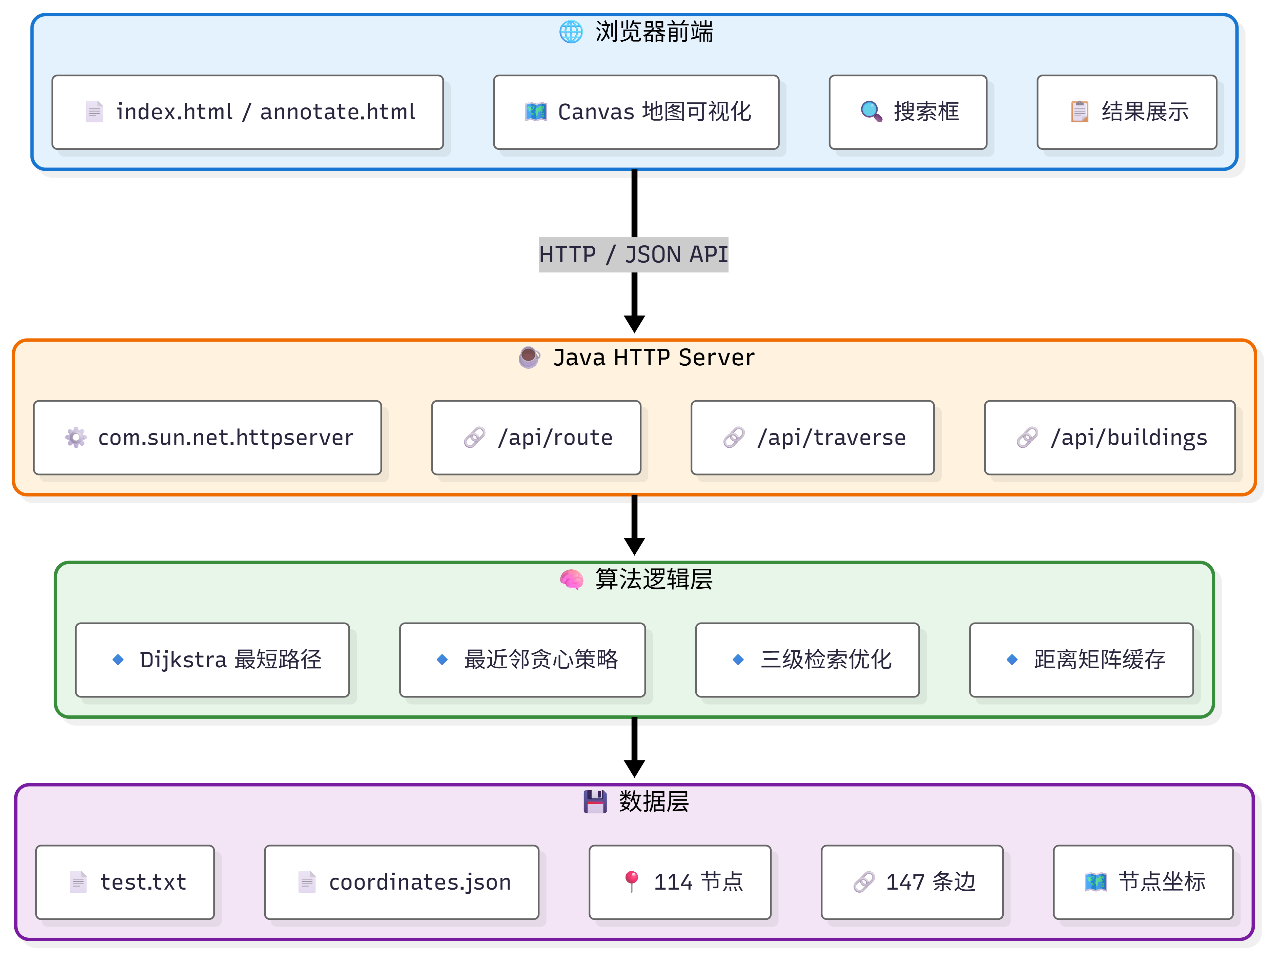 浏览器前端
index.html / annotate.html
Canvas 地图可视化
搜索框
结果展示
HTTP / JSON API
Java HTTP Server
com.sun.net.httpserver
/api/route
/api/traverse
/api/buildings
算法逻辑层
Dijkstra 最短路径
最近邻贪心策略
三级检索优化
距离矩阵缓存
数据层
test.txt
coordinates.json
114 节点
147 条边
节点坐标